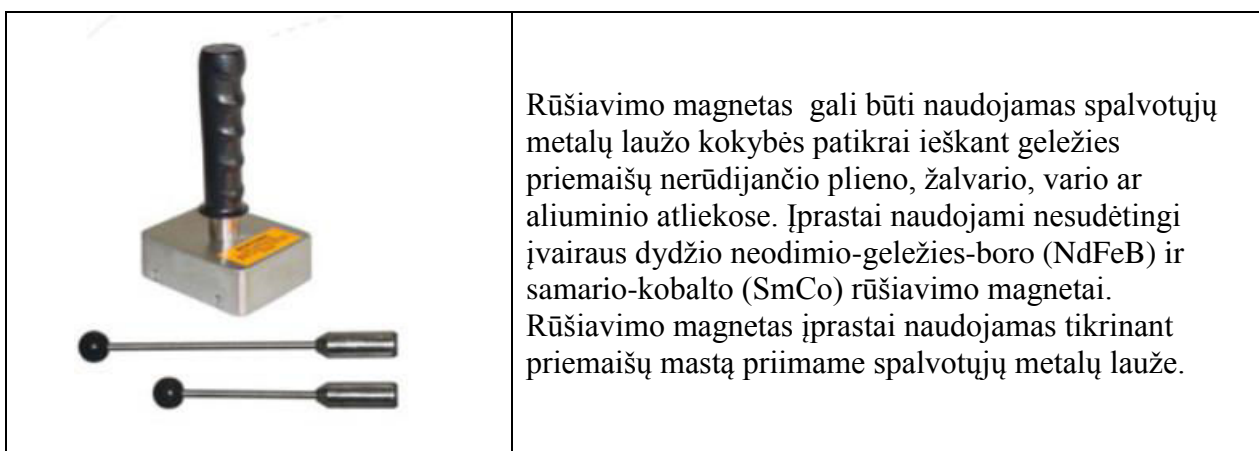 Rūšiavimo magnetas gali būti naudojamas spalvotųjų
metalų laužo kokybės patikrai ieškant geležies
priemaišų nerūdijančio plieno, žalvario, vario ar
aliuminio atliekose. Įprastai naudojami nesudėtingi
įvairaus dydžio neodimio-geležies-boro (NdFeB) ir
samario-kobalto (SmCo) rūšiavimo magnetai.
Rūšiavimo magnetas įprastai naudojamas tikrinant
priemaišų mastą priimame spalvotųjų metalų lauže.